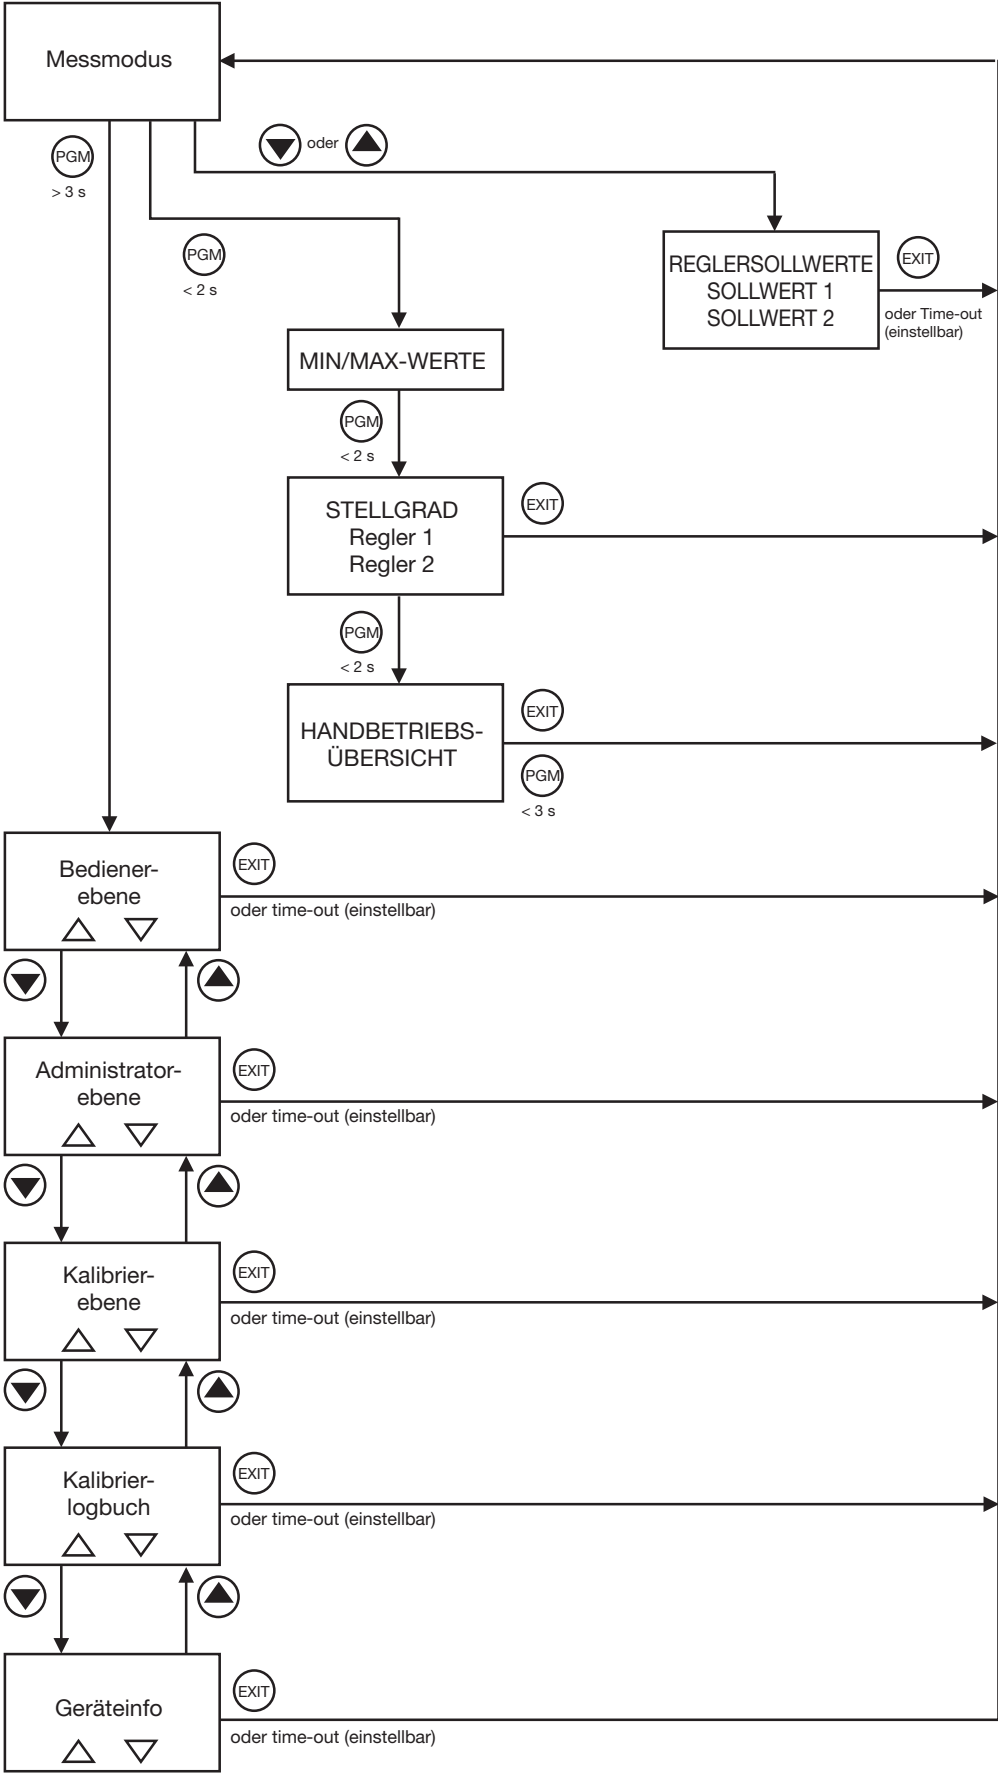 Messmodus
PGM
> 3 s
oder
PGM
< 2 s
REGLERSOLLWERTE
SOLLWERT 1
SOLLWERT 2
EXIT
oder Time-out
(einstellbar)
MIN/MAX-WERTE
PGM
< 2 s
STELLGRAD
Regler 1
Regler 2
EXIT
PGM
< 2 s
HANDBETRIEBS-
ÜBERSICHT
EXIT
PGM
< 3 s
Bediener-
ebene
EXIT
oder time-out (einstellbar)
Administrator-
ebene
EXIT
oder time-out (einstellbar)
Kalibrier-
ebene
EXIT
oder time-out (einstellbar)
Kalibrier-
logbuch
EXIT
oder time-out (einstellbar)
Geräteinfo
EXIT
oder time-out (einstellbar)